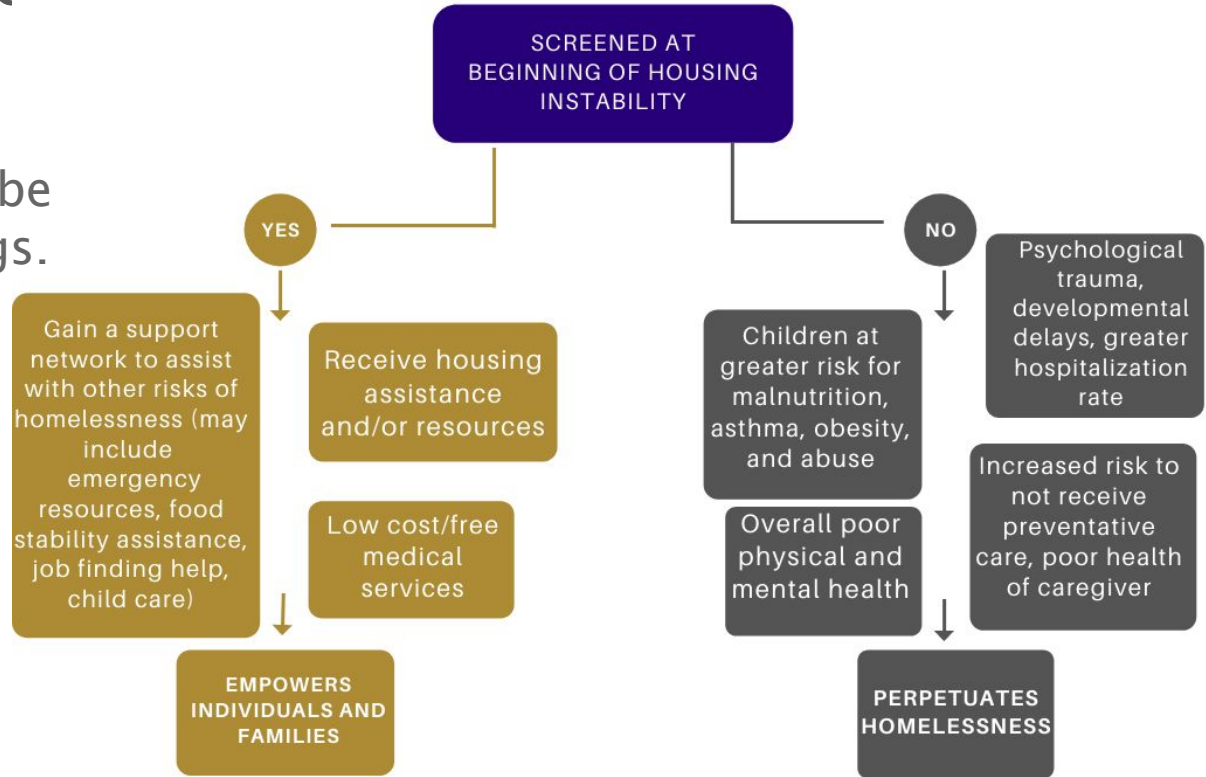 SCREENED AT
BEGINNING OF HOUSING
INSTABILITY
be
gs.
YES
Gain a support
network to assist
with other risks of
homelessness (may
include
emergency
resources, food
stability assistance,
job finding help,
child care)
Receive housing
assistance
and/or resources
Low cost/free
medical
services
EMPOWERS
INDIVIDUALS AND
FAMILIES
NO
Children at
greater risk for
malnutrition,
asthma, obesity,
and abuse
Psychological
trauma,
developmental
delays, greater
hospitalization
rate
Overall poor
physical and
mental health
Increased risk to
not receive
preventative
care, poor health
of caregiver
PERPETUATES
HOMELESSNESS